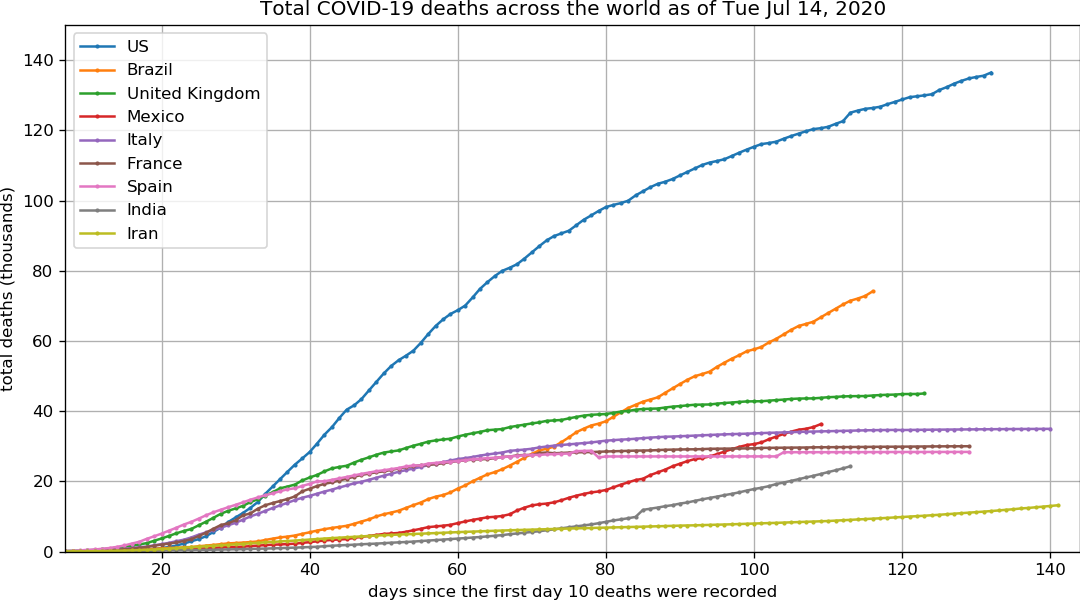 Total COVID-19 deaths across the world as of Tue Jul 14, 2020
US
Brazil
United Kingdom
Mexico
Italy
France
Spain
India
Iran
total deaths (thousands)
140
120
100
80
60
40
20
0
20 40 60 80 100 120 140
days since the first day 10 deaths were recorded